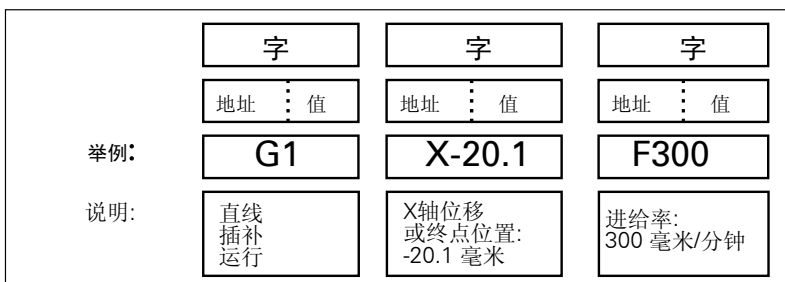 字 字 字
地址 值 地址 值 地址 值
举例: G1 X-20.1 F300
说明:
直线
插补
运行
X轴位移
或终点位置:
-20.1 毫米
进给率:
300 毫米/分钟